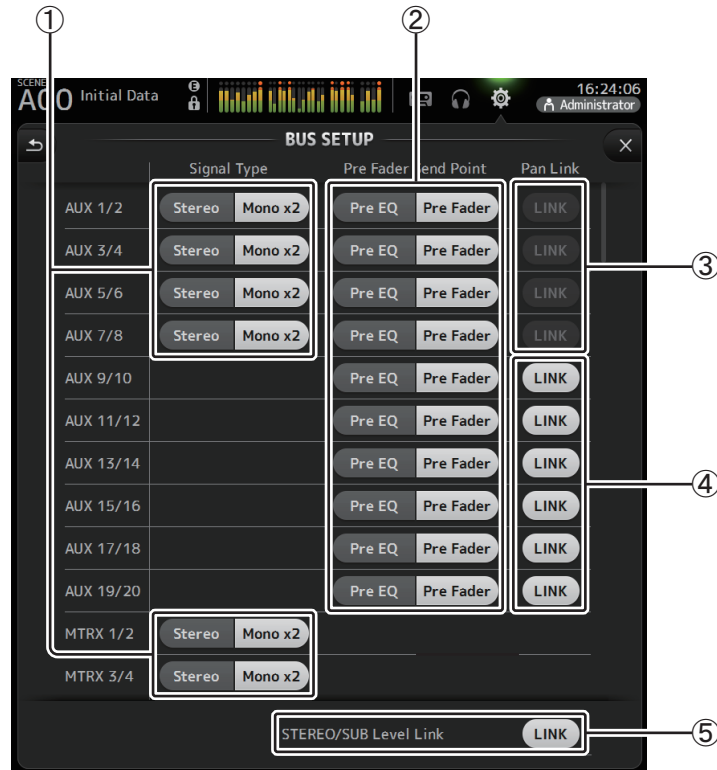 ① ②
SCENE
A00 Initial Data E 16:24:06
Administrator
BUS SETUP
Signal Type Pre Fader Send Point Pan Link
AUX 1/2 Stereo Mono x2 Pre EQ Pre Fader LINK
AUX 3/4 Stereo Mono x2 Pre EQ Pre Fader LINK
③
AUX 5/6 Stereo Mono x2 Pre EQ Pre Fader LINK
AUX 7/8 Stereo Mono x2 Pre EQ Pre Fader LINK
AUX 9/10 Pre EQ Pre Fader LINK
AUX 11/12 Pre EQ Pre Fader LINK
AUX 13/14 Pre EQ Pre Fader LINK
④
AUX 15/16 Pre EQ Pre Fader LINK
AUX 17/18 Pre EQ Pre Fader LINK
AUX 19/20 Pre EQ Pre Fader LINK
MTRX 1/2 Stereo Mono x2
MTRX 3/4 Stereo Mono x2
STEREO/SUB Level Link LINK ⑤